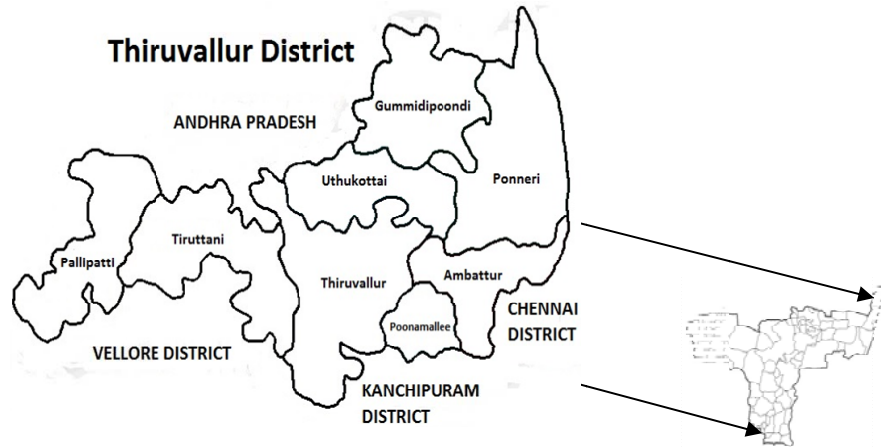 Thiruvallur District
Gummidipoondi
ANDHRA PRADESH
Uthukottai
Ponneri
Tiruttani
Pallipatti
Thiruvallur
Ambattur
CHENNAI
DISTRICT
Poonamallee
VELLORE DISTRICT
KANCHIPURAM
DISTRICT